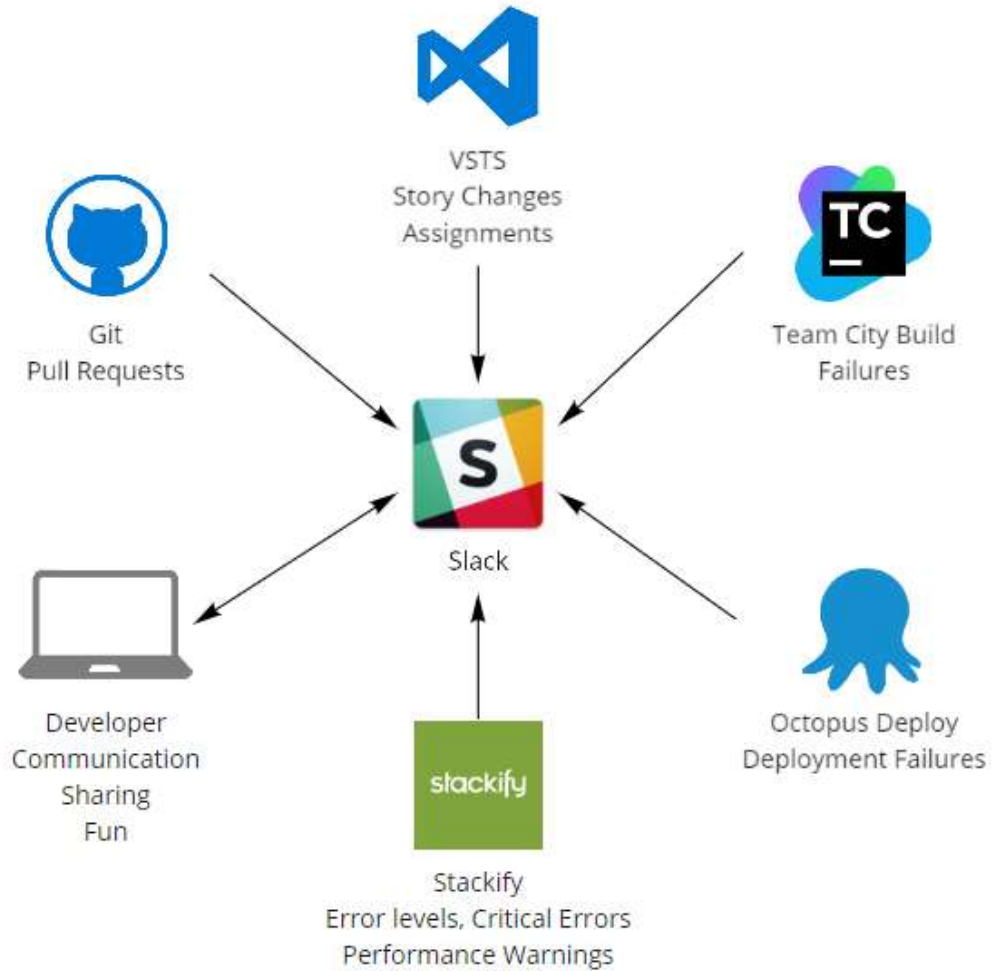 VSTS
Story Changes
Assignments
TC
Git
Pull Requests
Team City Build
Failures
S
Slack
Developer
Communication
Sharing
Fun
Octopus Deploy
Deployment Failures
stackify
Stackify
Error levels, Critical Errors
Performance Warnings